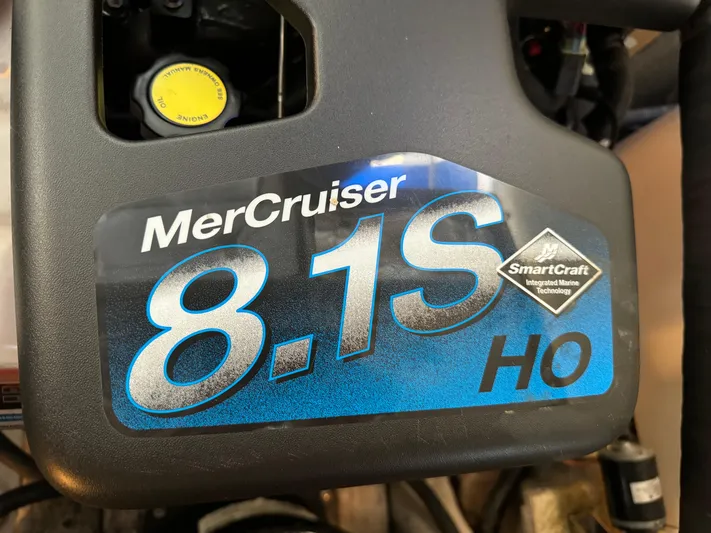 ENGINE OIL
SEE OWNERS MANUAL
MerCruiser
8.1S
SmartCraft
Integrated Marine
Technology
HO